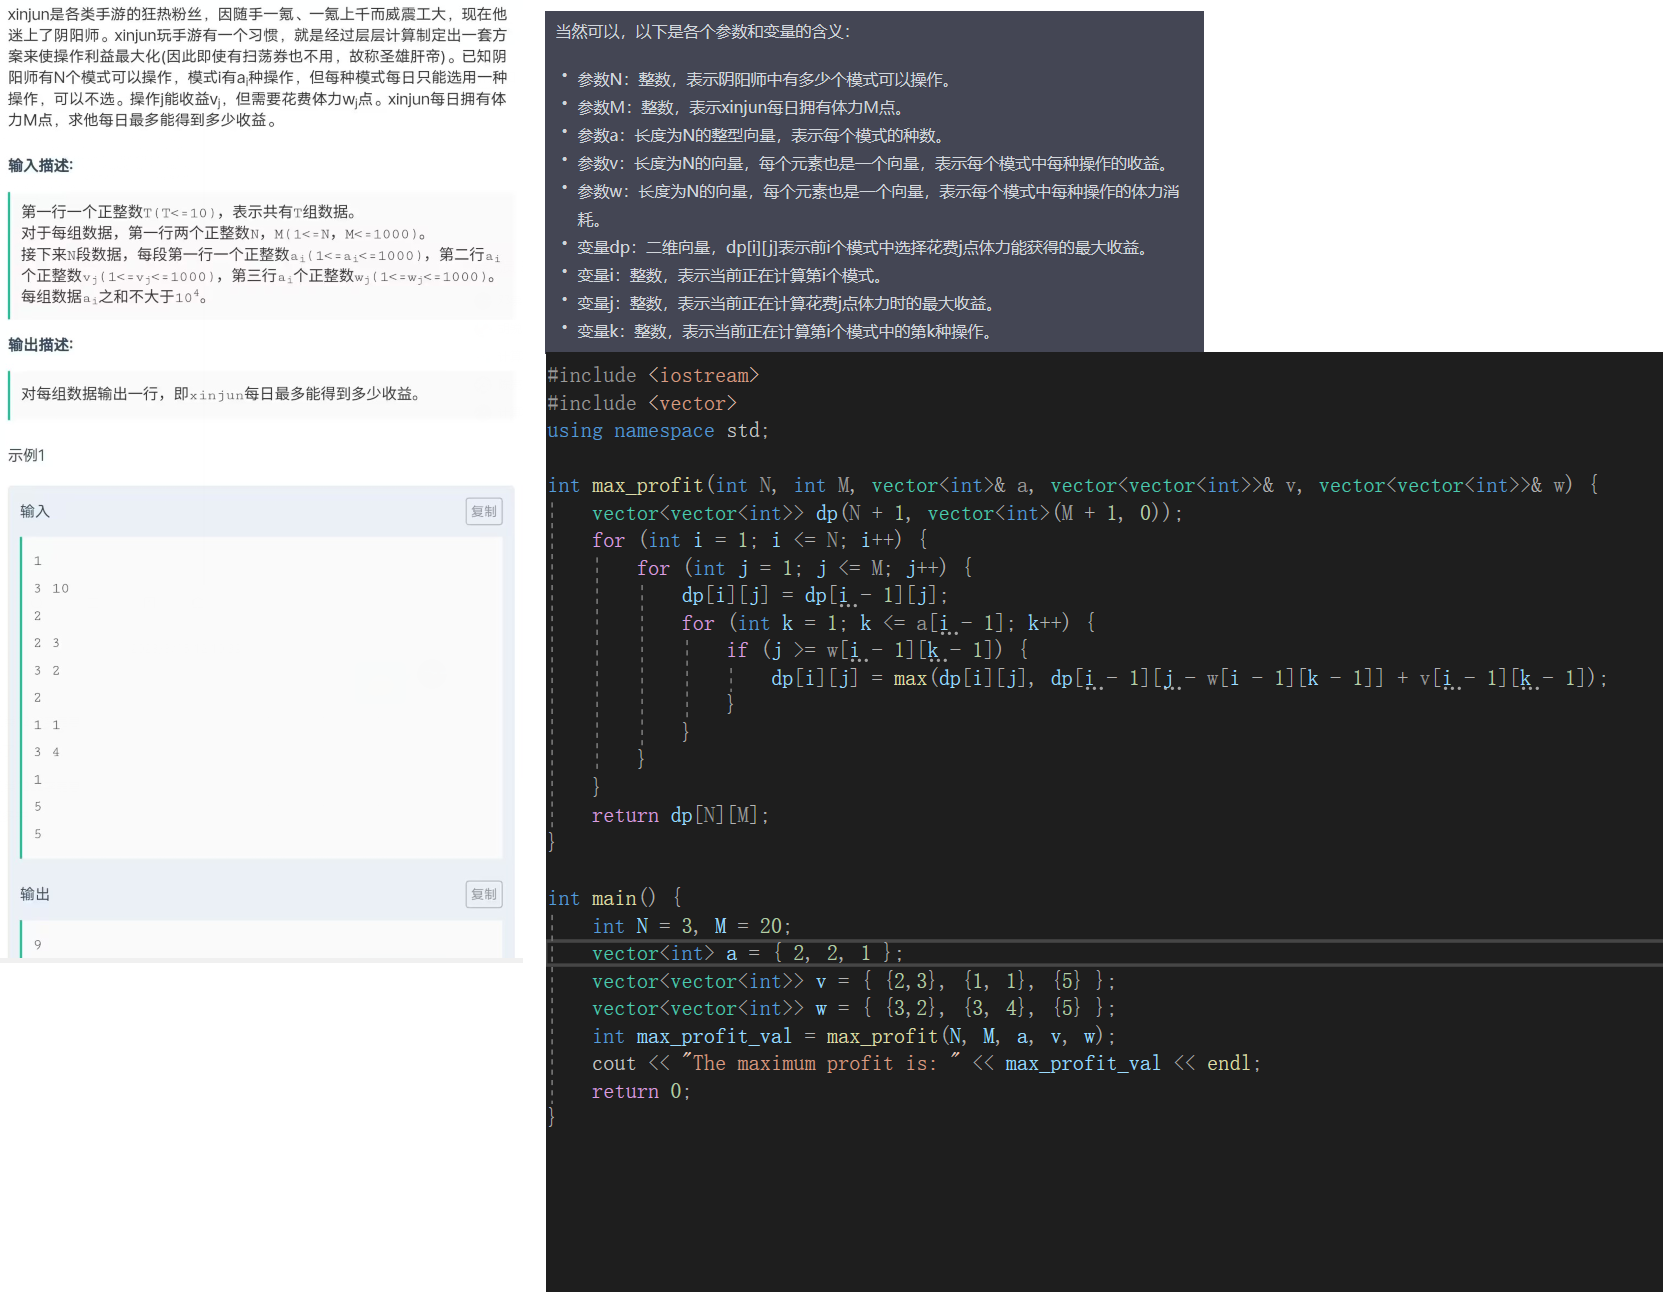 xinjun是各类手游的狂热粉丝，因随手一氪、一氪上千而威震工大，现在他
迷上了阴阳师。xinjun玩手游有一个习惯，就是经过层层计算制定出一套方
案来使操作利益最大化(因此即使有扫荡券也不用，故称圣雄肝帝)。已知阴
阳师有N个模式可以操作，模式i有ai种操作，但每种模式每日只能选用一种
操作，可以不选。操作j能收益vj，但需要花费体力wj点。xinjun每日拥有体
力M点，求他每日最多能得到多少收益。
输入描述:
第一行一个正整数T(T<=10)，表示共有T组数据。
对于每组数据，第一行两个正整数N，M(1<=N，M<=1000)。
接下来N段数据，每段第一行一个正整数ai(1<=ai<=1000)，第二行ai
个正整数vj(1<=vj<=1000)，第三行ai个正整数wj(1<=wj<=1000)。
每组数据ai之和不大于10^4。
输出描述:
对每组数据输出一行，即xinjun每日最多能得到多少收益。
示例1
输入
复制
1
3 10
2
2 3
3 2
2
1 1
3 4
1
5
5
输出
复制
9
当然可以，以下是各个参数和变量的含义：
• 参数N：整数，表示阴阳师中有多少个模式可以操作。
• 参数M：整数，表示xinjun每日拥有体力M点。
• 参数a：长度为N的整型向量，表示每个模式的种数。
• 参数v：长度为N的向量，每个元素也是一个向量，表示每个模式中每种操作的收益。
• 参数w：长度为N的向量，每个元素也是一个向量，表示每个模式中每种操作的体力消
耗。
• 变量dp：二维向量，dp[i][j]表示前i个模式中选择花费j点体力能获得的最大收益。
• 变量i：整数，表示当前正在计算第i个模式。
• 变量j：整数，表示当前正在计算花费j点体力时的最大收益。
• 变量k：整数，表示当前正在计算第i个模式中的第k种操作。
#include <iostream>
#include <vector>
using namespace std;
int max_profit(int N, int M, vector<int>& a, vector<vector<int>>& v, vector<vector<int>>& w) {
    vector<vector<int>> dp(N + 1, vector<int>(M + 1, 0));
    for (int i = 1; i <= N; i++) {
        for (int j = 1; j <= M; j++) {
            dp[i][j] = dp[i - 1][j];
            for (int k = 1; k <= a[i - 1]; k++) {
                if (j >= w[i - 1][k - 1]) {
                    dp[i][j] = max(dp[i][j], dp[i - 1][j - w[i - 1][k - 1]] + v[i - 1][k - 1]);
                }
            }
        }
    }
    return dp[N][M];
}
int main() {
    int N = 3, M = 20;
    vector<int> a = { 2, 2, 1 };
    vector<vector<int>> v = { {2,3}, {1, 1}, {5} };
    vector<vector<int>> w = { {3,2}, {3, 4}, {5} };
    int max_profit_val = max_profit(N, M, a, v, w);
    cout << "The maximum profit is: " << max_profit_val << endl;
    return 0;
}